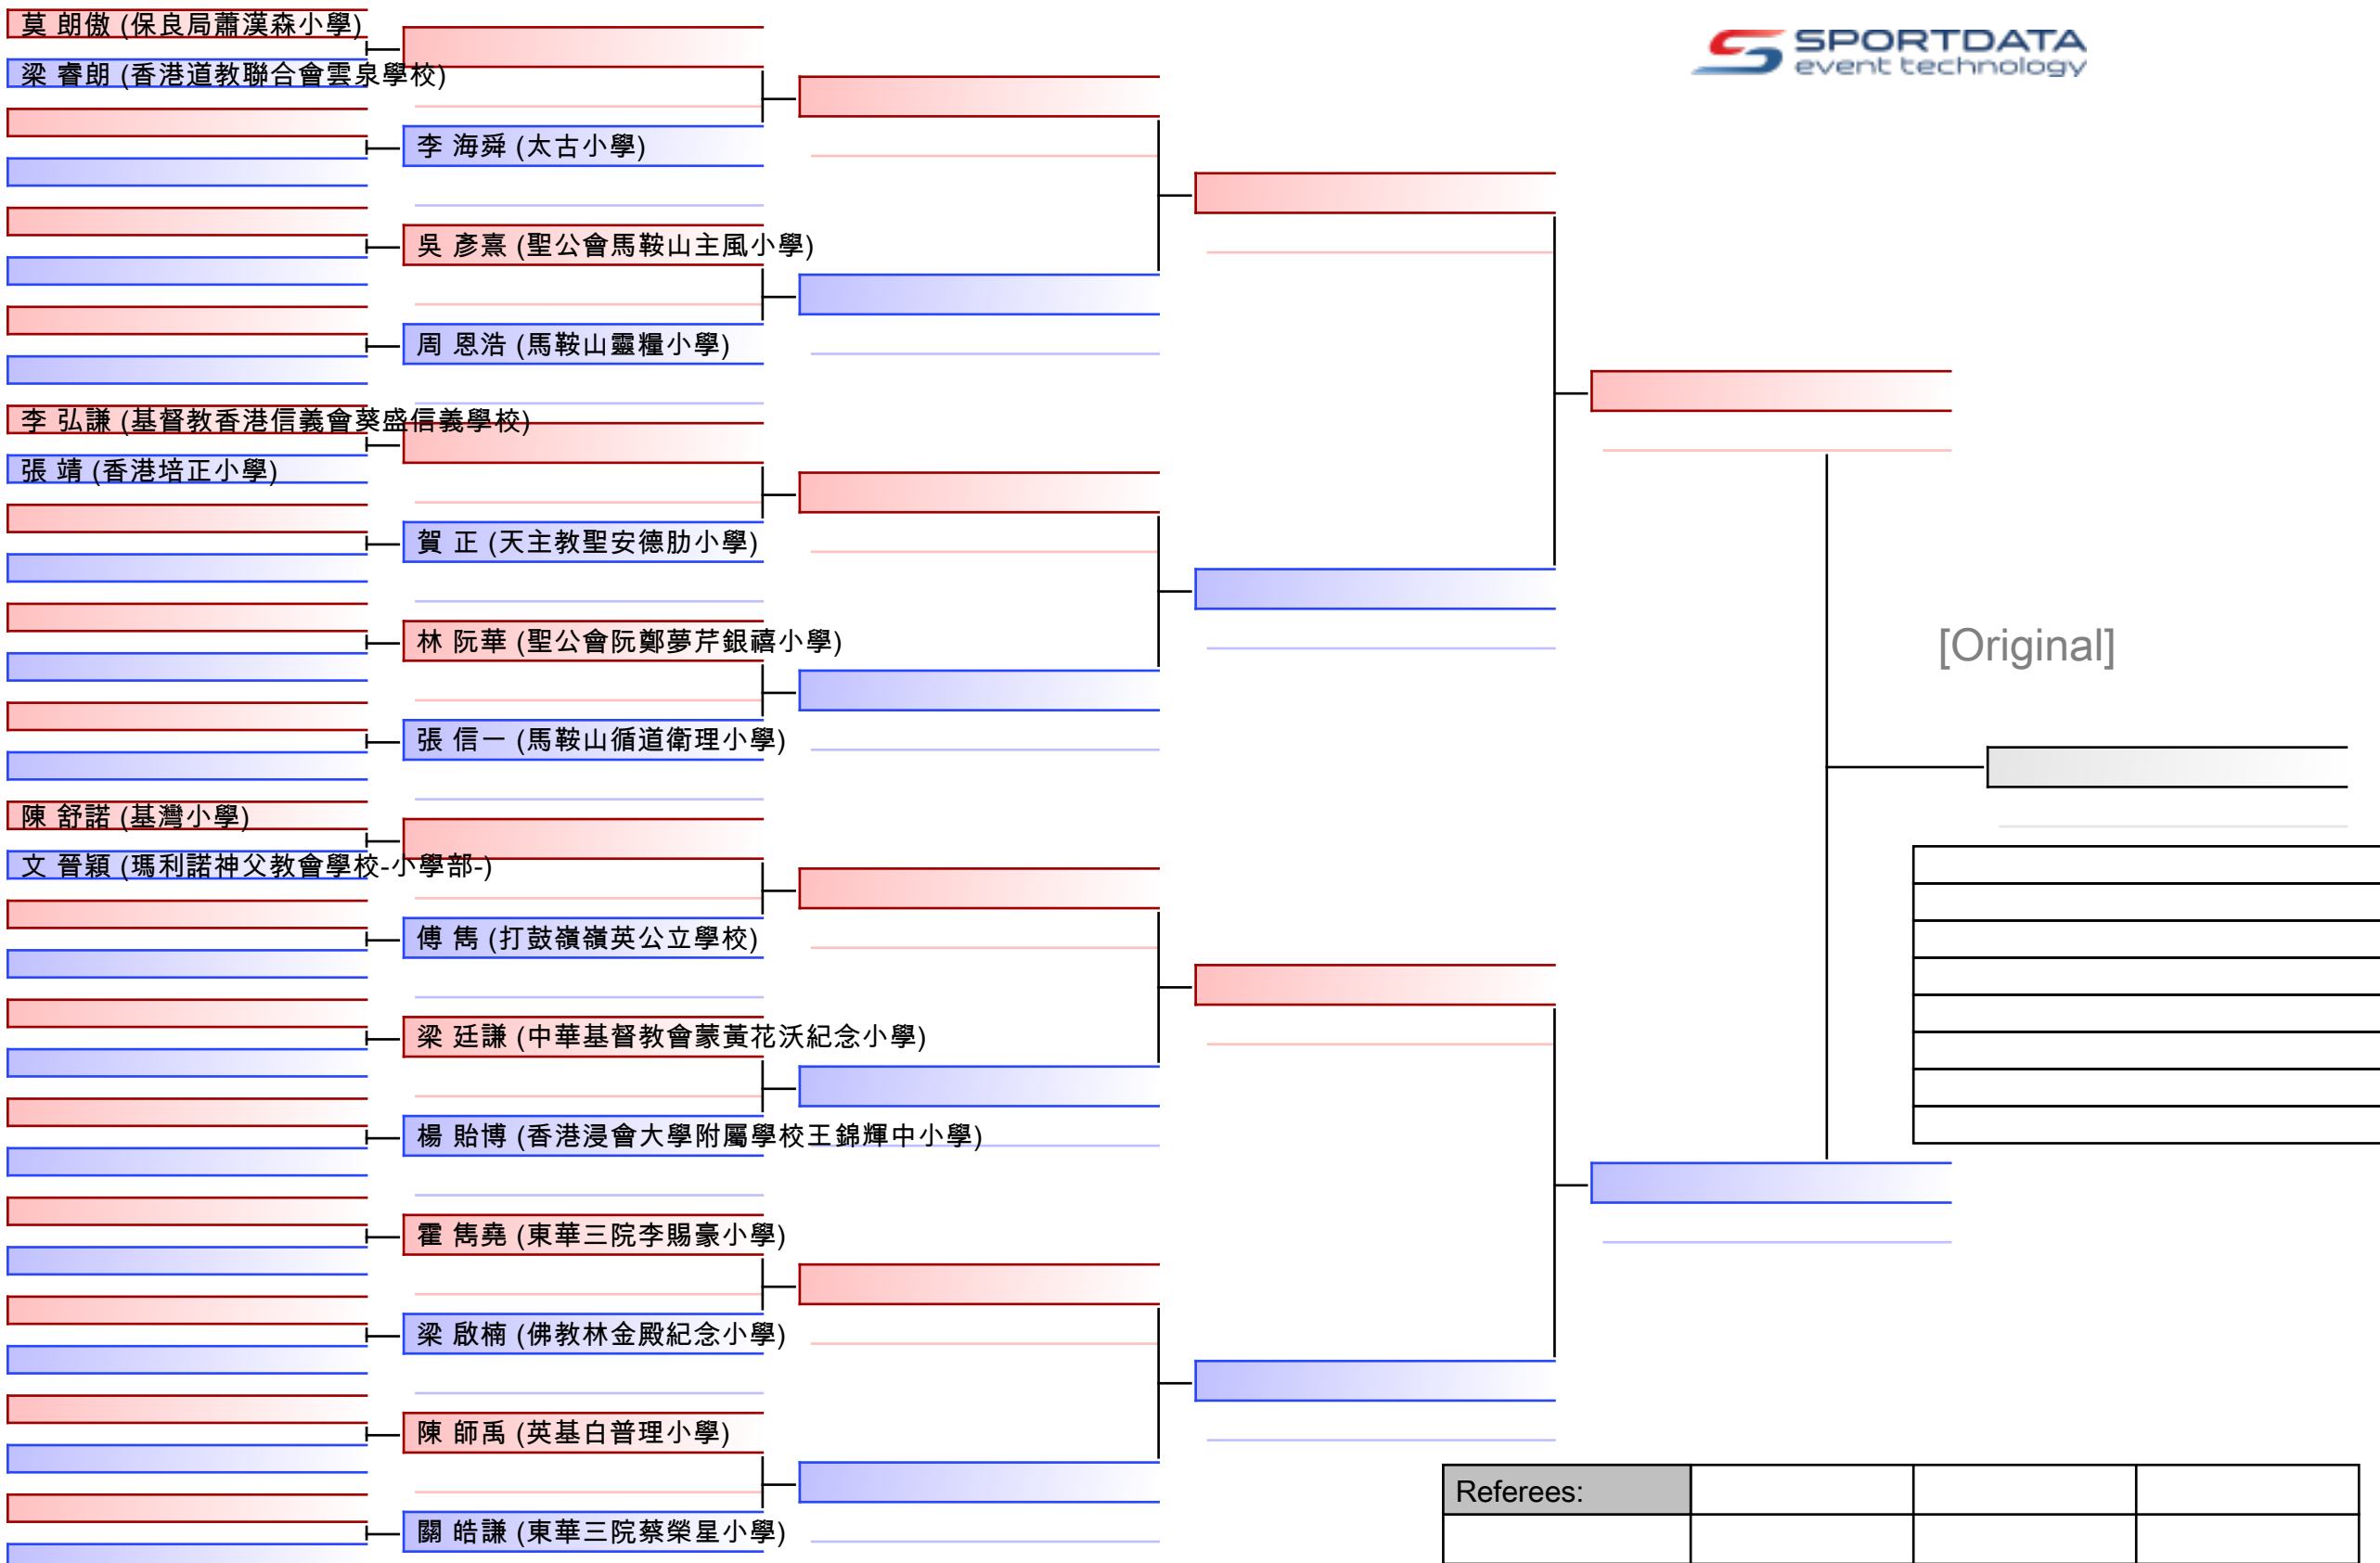 莫 朗傲 (保良局蕭漢森小學)
梁 睿朗 (香港道教聯合會雲泉學校)
李 海舜 (太古小學)
吳 彥熹 (聖公會馬鞍山主風小學)
周 恩浩 (馬鞍山靈糧小學)
李 弘謙 (基督教香港信義會葵盛信義學校)
張 靖 (香港培正小學)
賀 正 (天主教聖安德肋小學)
林 阮華 (聖公會阮鄭夢芹銀禧小學)
張 信一 (馬鞍山循道衛理小學)
陳 舒諾 (基灣小學)
文 晉穎 (瑪利諾神父教會學校-小學部-)
傅 雋 (打鼓嶺嶺英公立學校)
梁 廷謙 (中華基督教會蒙黃花沃紀念小學)
楊 貽博 (香港浸會大學附屬學校王錦輝中小學)
霍 雋堯 (東華三院李賜豪小學)
梁 啟楠 (佛教林金殿紀念小學)
陳 師禹 (英基白普理小學)
關 皓謙 (東華三院蔡榮星小學)
SPORTDATA
event technology
[Original]
Referees: